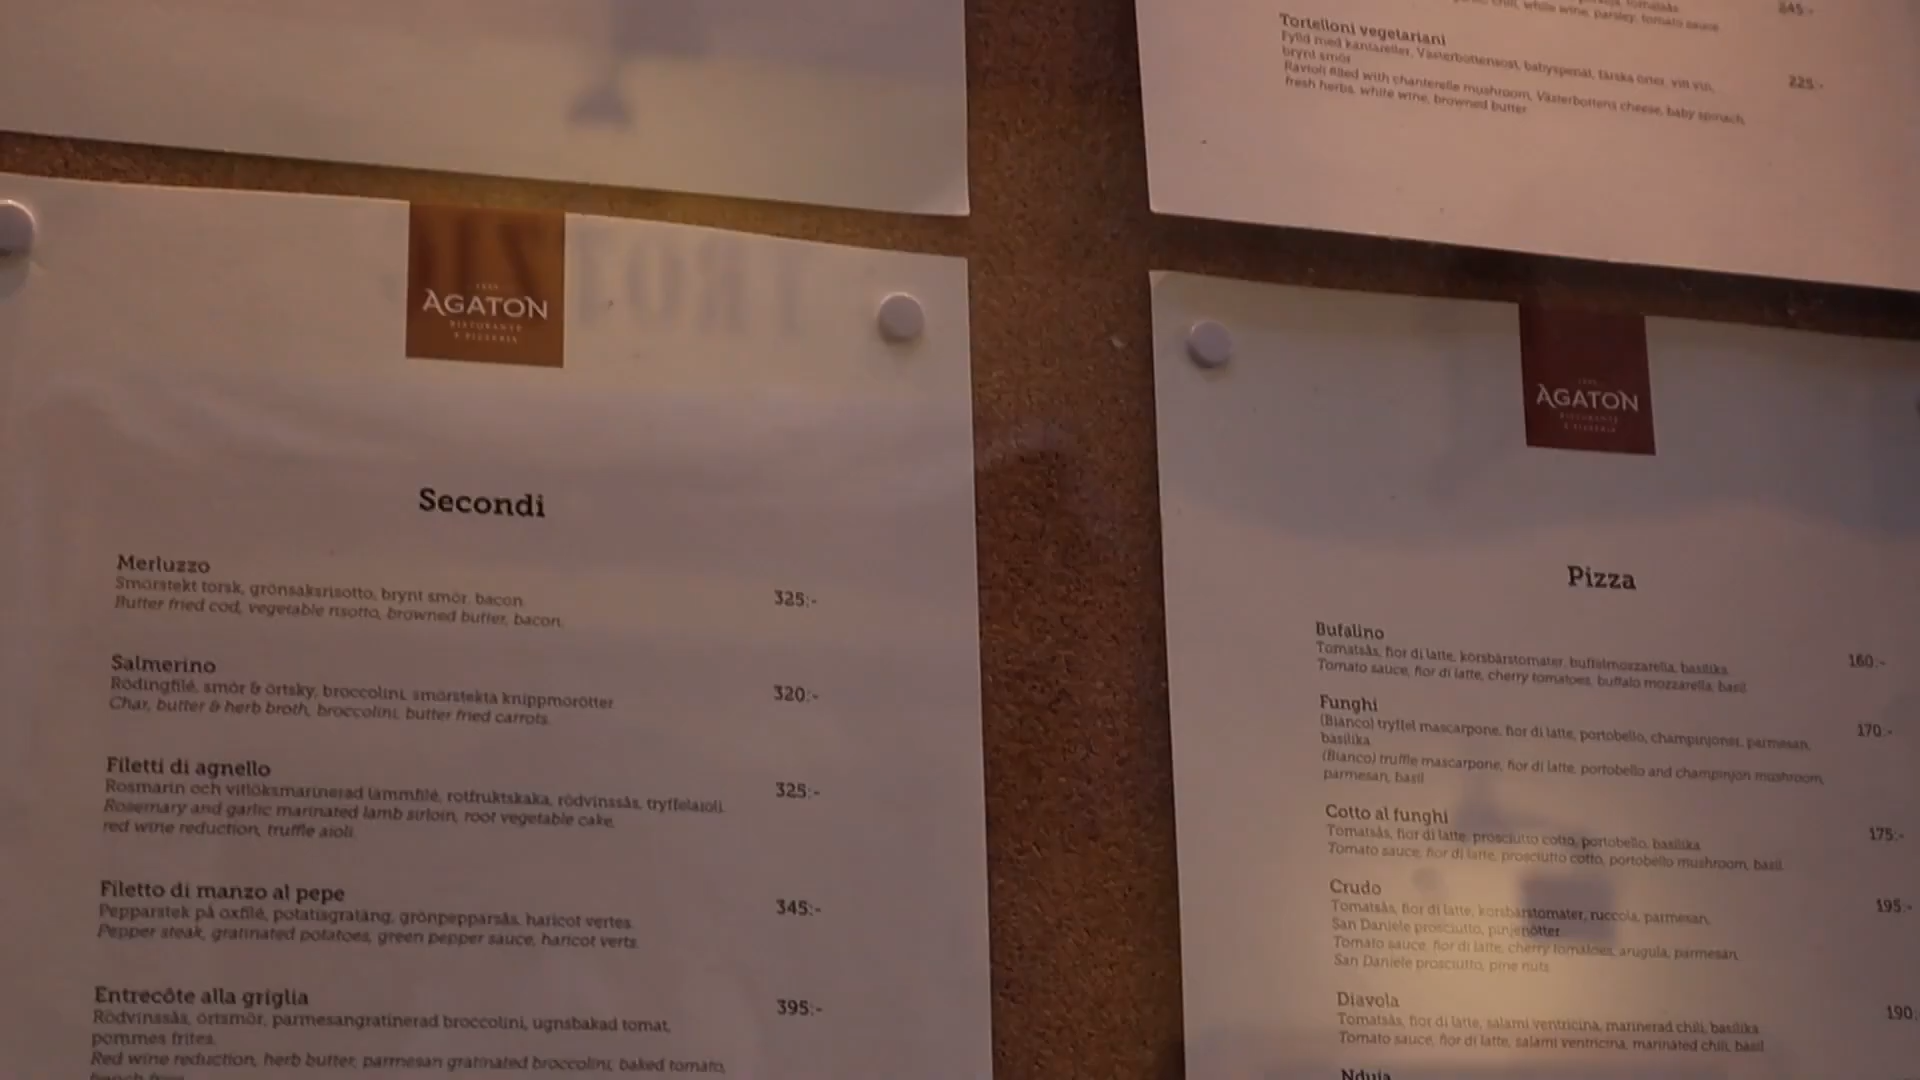 AGATON
RISTORANTE
E PIZZERIA
Secondi
Merluzzo
Smörstekt torsk, grönsaksrisotto, brynt smör, bacon. 325:-
Butter fried cod, vegetable risotto, browned butter, bacon.
Salmerino
Rödingfilé, smör & örtsky, broccolini, smörstekta knippmorötter 320:-
Char, butter & herb broth, broccolini, butter fried carrots.
Filetti di agnello
Rosmarin och vitlöksmarinerad lammfilé, rotfruktskaka, rödvinssås, tryffelaioli. 325:-
Rosemary and garlic marinated lamb sirloin, root vegetable cake,
red wine reduction, truffle aioli.
Filetto di manzo al pepe
Pepparstek på oxfilé, potatisgratäng, grönpepparsås, haricot vertes. 345:-
Pepper steak, gratinated potatoes, green pepper sauce, haricot verts.
Entrecôte alla griglia
Rödvinssås, örtsmör, parmesangratinerad broccolini, ugnsbakad tomat, 395:-
pommes frites.
Red wine reduction, herb butter, parmesan gratinated broccolini, baked tomato,
chili, white wine, parsley, tomato sauce 245:-
Tortelloni vegetariani
Fylld med kantareller, Västerbottensost, babyspenat, färska örter, vitt vin,
brynt smör 225:-
Ravioli filled with chanterelle mushroom, Västerbottens cheese, baby spinach,
fresh herbs, white wine, browned butter
AGATON
RISTORANTE
E PIZZERIA
Pizza
Bufalino
Tomatsås, fior di latte, körsbärstomater, buffelmozzarella, basilika. 160:-
Tomato sauce, fior di latte, cherry tomatoes, buffalo mozzarella, basil.
Funghi
(Bianco) tryffel mascarpone, fior di latte, portobello, champinjoner, parmesan, 170:-
basilika.
(Bianco) truffle mascarpone, fior di latte, portobello and champinjon mushroom,
parmesan, basil
Cotto al funghi
Tomatsås, fior di latte, prosciutto cotto, portobello, basilika 175:-
Tomato sauce, fior di latte, prosciutto cotto, portobello mushroom, basil.
Crudo
Tomatsås, fior di latte, körsbärstomater, ruccola, parmesan, 195:-
San Daniele prosciutto, pinjenötter.
Tomato sauce, fior di latte, cherry tomatoes, arugula, parmesan,
San Daniele prosciutto, pine nuts
Diavola
Tomatsås, fior di latte, salami ventricina, marinerad chili, basilika 190:
Tomato sauce, fior di latte, salami ventricina, marinated chili, basil
Nduja